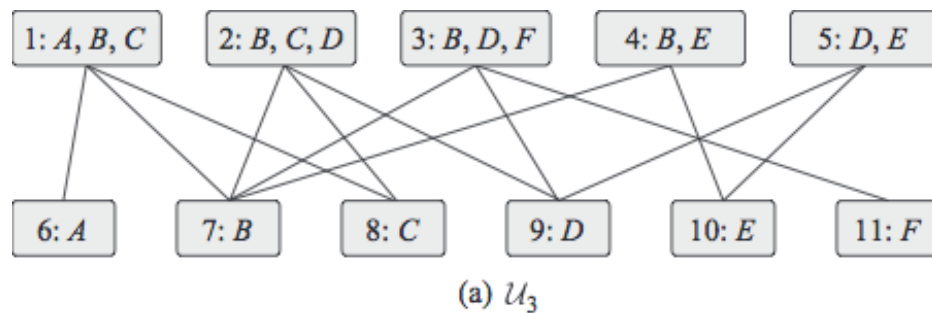 1: A, B, C 2: B, C, D 3: B, D, F 4: B, E 5: D, E
6: A 7: B 8: C 9: D 10: E 11: F
(a) 𝒰₃